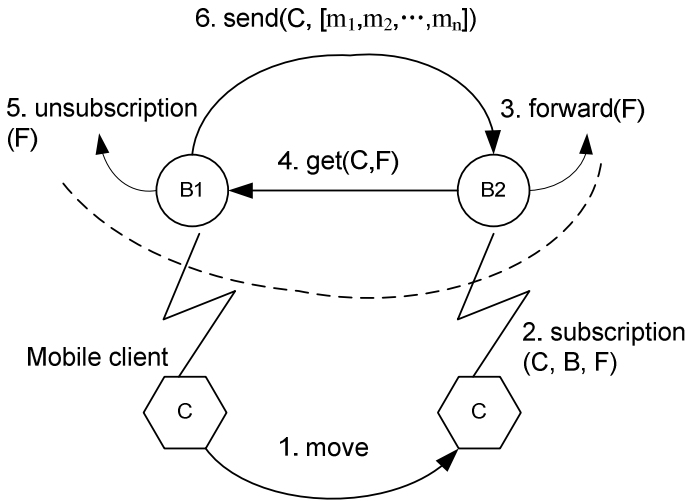 6. send(C, [m1,m2,⋯,mn])
5. unsubscription
(F)
3. forward(F)
4. get(C,F)
B1
B2
2. subscription
(C, B, F)
Mobile client
C
C
1. move